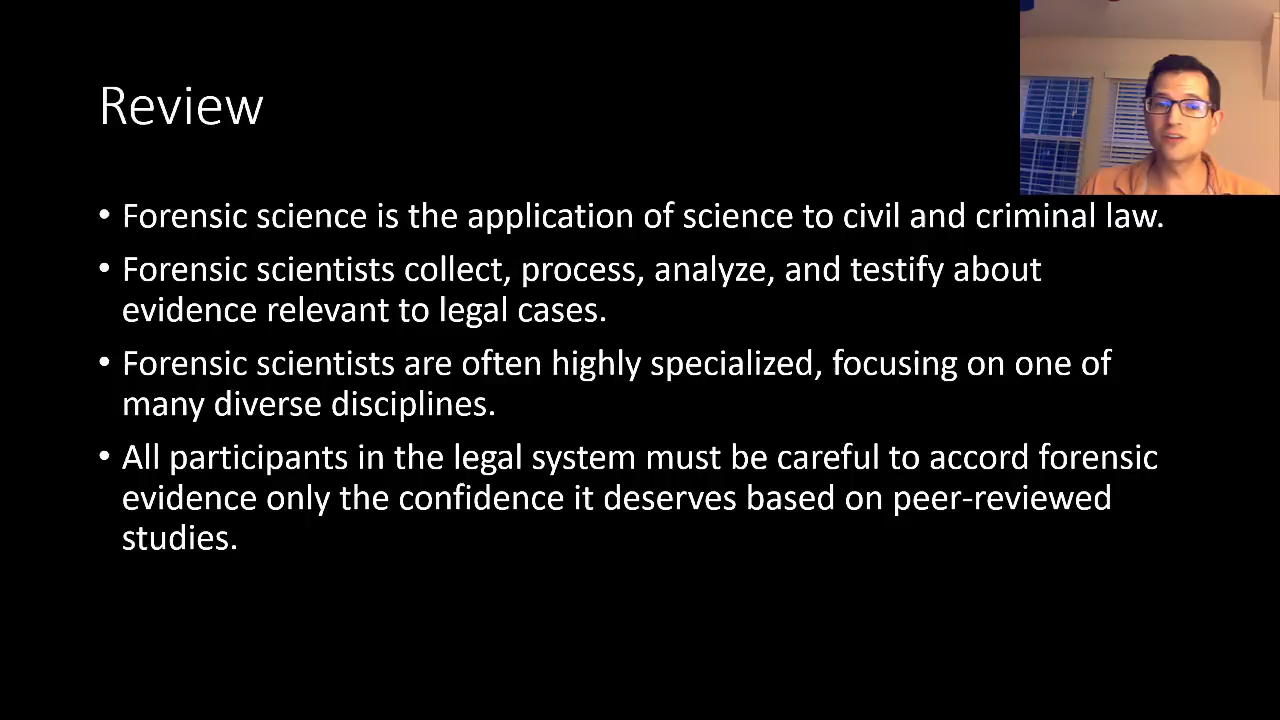 Review
• Forensic science is the application of science to civil and criminal law.
• Forensic scientists collect, process, analyze, and testify about
evidence relevant to legal cases.
• Forensic scientists are often highly specialized, focusing on one of
many diverse disciplines.
• All participants in the legal system must be careful to accord forensic
evidence only the confidence it deserves based on peer-reviewed
studies.